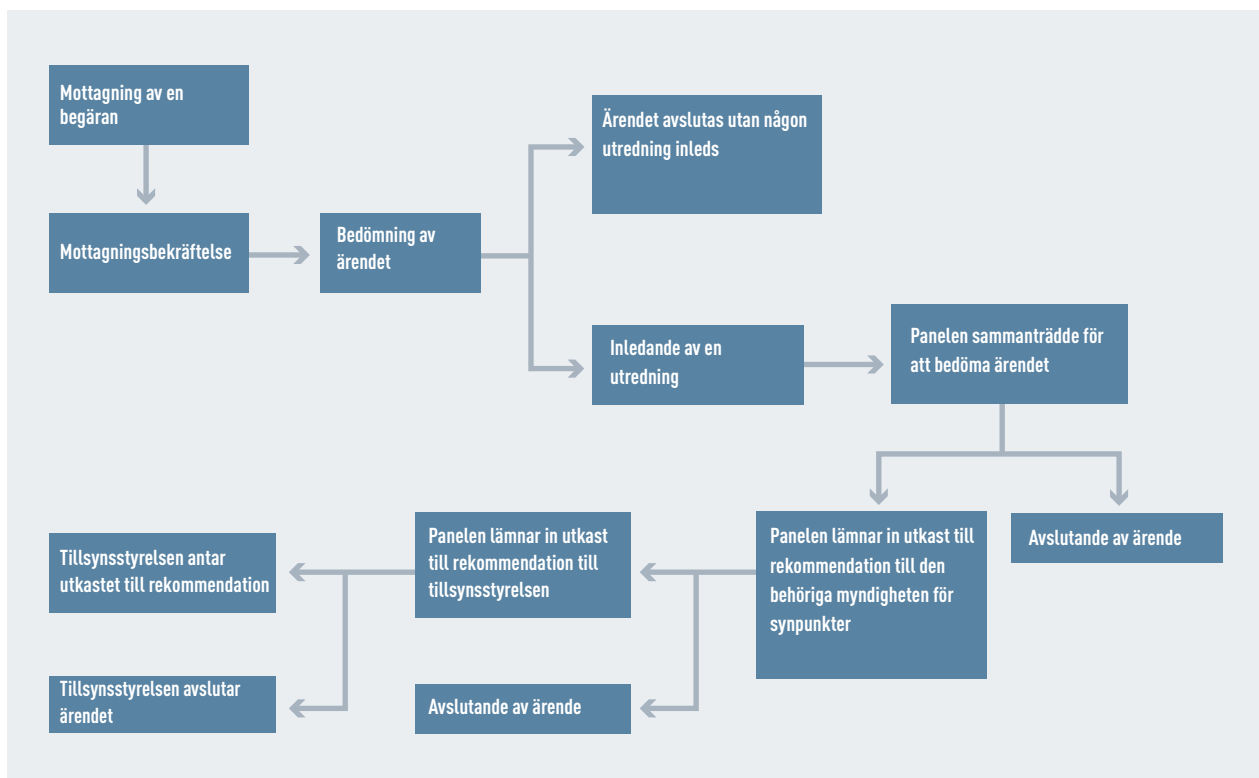 Mottagning av en
begäran
Mottagningsbekräftelse
Bedömning av
ärendet
Ärendet avslutas utan någon
utredning inleds
Inledande av en
utredning
Panelen sammanträdde för
att bedöma ärendet
Avslutande av ärende
Panelen lämnar in utkast till
rekommendation till den
behöriga myndigheten för
synpunkter
Panelen lämnar in utkast
till rekommendation till
tillsynsstyrelsen
Avslutande av ärende
Tillsynsstyrelsen antar
utkastet till rekommendation
Tillsynsstyrelsen avslutar
ärendet